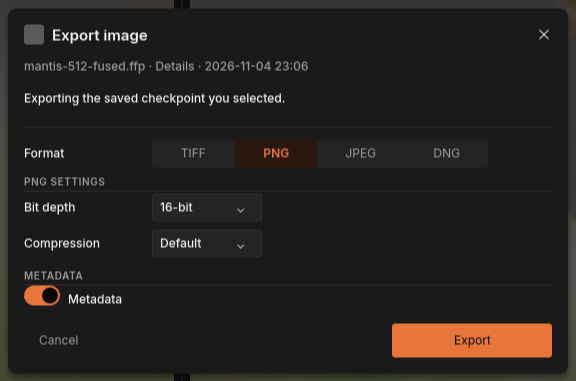 Export image
mantis-512-fused.ffp · Details · 2026-11-04 23:06
Exporting the saved checkpoint you selected.
Format TIFF PNG JPEG DNG
PNG SETTINGS
Bit depth 16-bit
Compression Default
METADATA
Metadata
Cancel Export